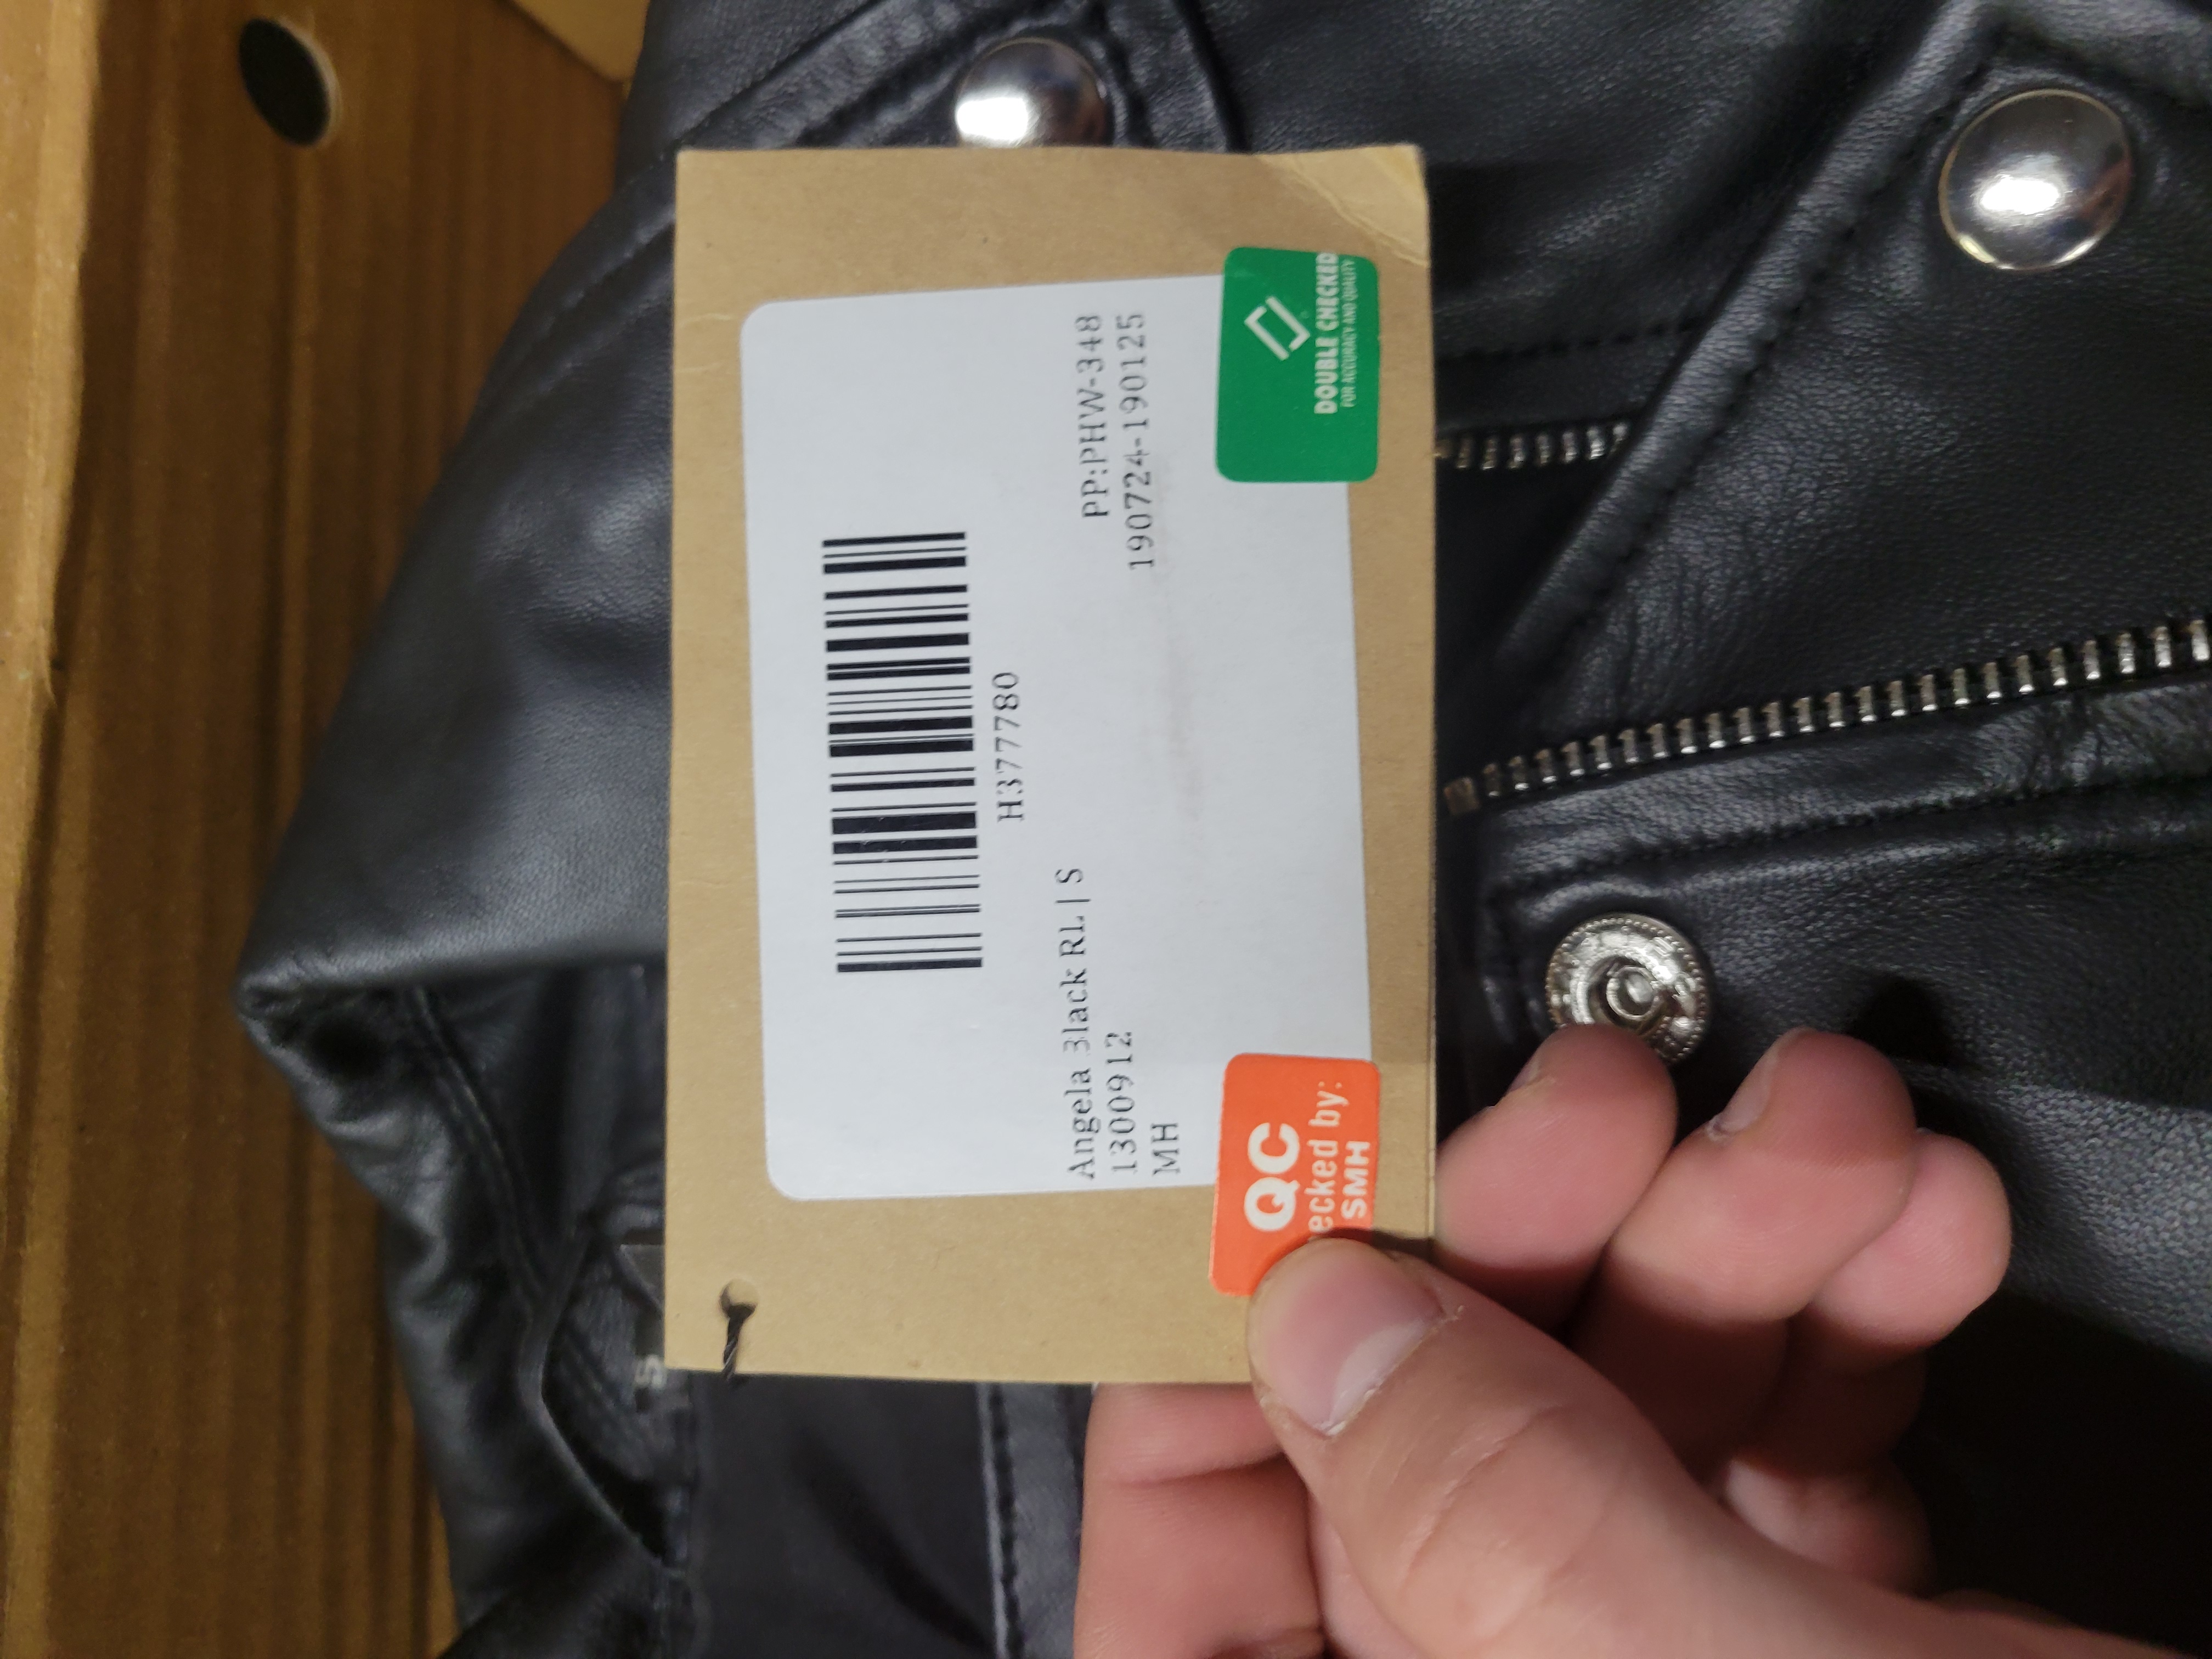 H377780
Angela Black RL | S
PP:PHW-348
1300912
190724-190125
MH
QC
ecked by:
SMH
DOUBLE CHECKED
FOR ACCURACY AND QUALITY
S